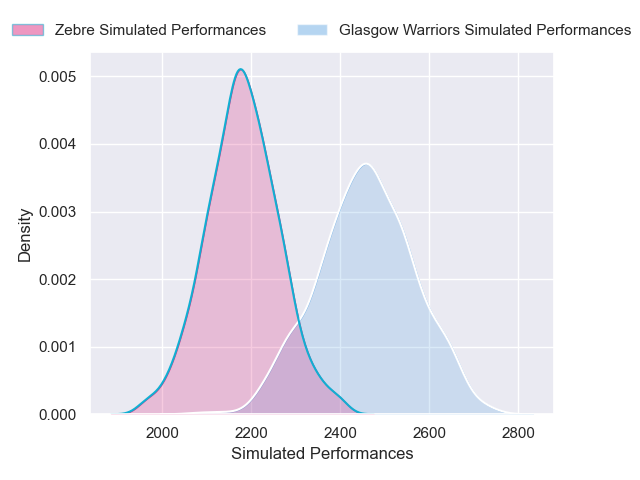 Zebre Simulated Performances Glasgow Warriors Simulated Performances
0.005
0.004
0.003
0.002
0.001
0.000
Density
2000 2200 2400 2600 2800
Simulated Performances